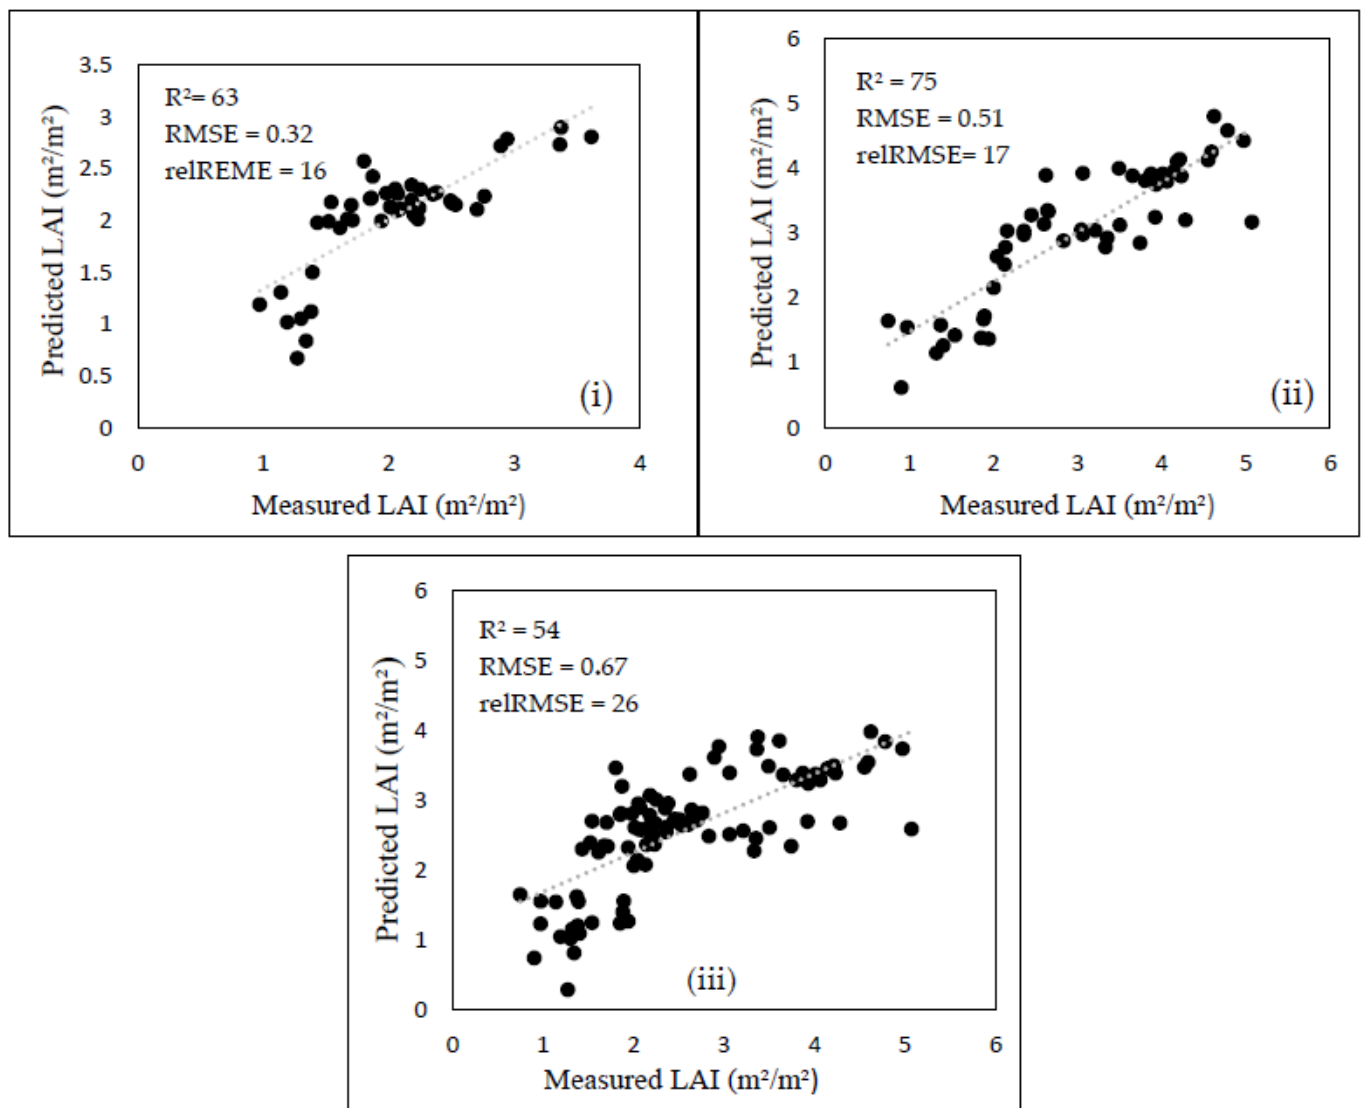 3.5
3
2.5
2
1.5
1
0.5
0
Predicted LAI (m²/m²)
R²= 63
RMSE = 0.32
relREME = 16
(i)
0 1 2 3 4
Measured LAI (m²/m²)
6
5
4
3
2
1
0
Predicted LAI (m²/m²)
R² = 75
RMSE = 0.51
relRMSE= 17
(ii)
0 1 2 3 4 5 6
Measured LAI (m²/m²)
6
5
4
3
2
1
0
Predicted LAI (m²/m²)
R² = 54
RMSE = 0.67
relRMSE = 26
(iii)
0 1 2 3 4 5 6
Measured LAI (m²/m²)